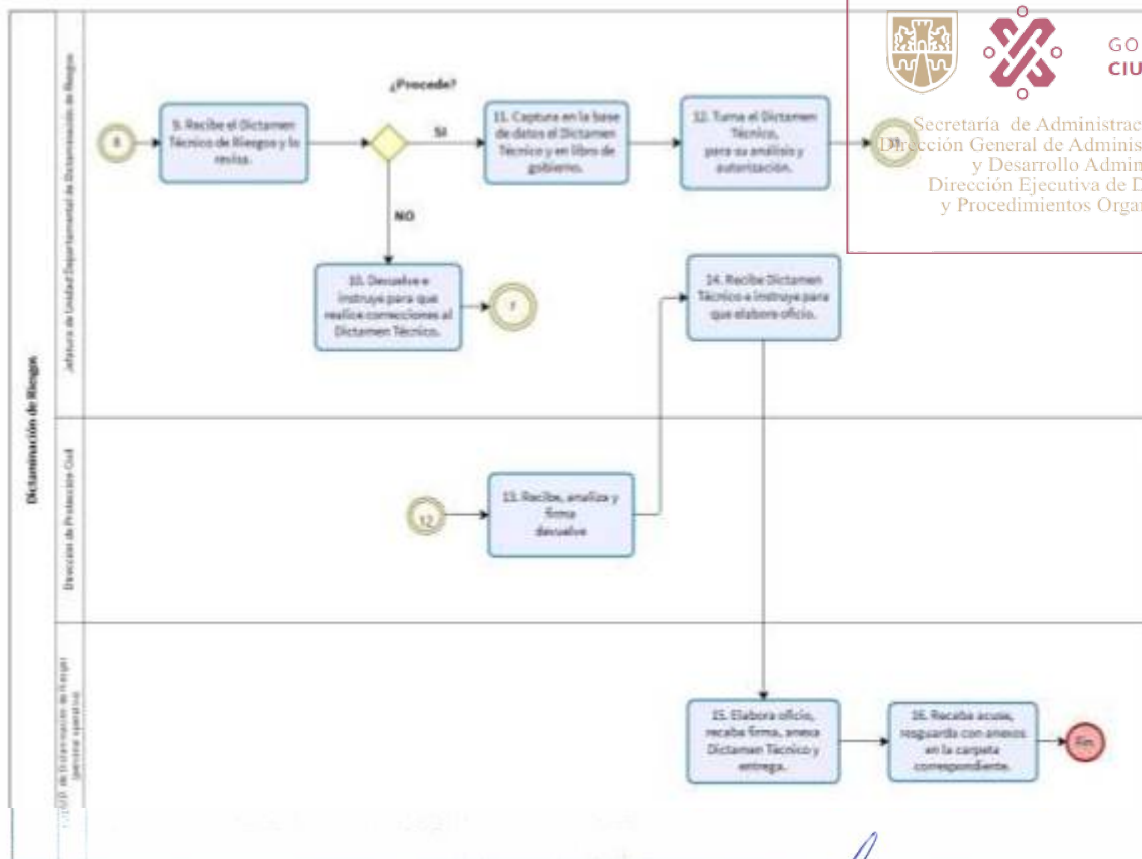 GO
CIU
Secretaría de Administrac
Dirección General de Adminis
y Desarrollo Admin
Dirección Ejecutiva de D
y Procedimientos Orga
Dictaminación de Riesgos
Jefatura de Unidad Departamental de Dictaminación de Riesgos
8
9. Recibe el Dictamen
Técnico de Riesgos y lo
revisa.
¿Procede?
SI
NO
11. Captura en la base
de datos el Dictamen
Técnico y en libro de
gobierno.
12. Turna el Dictamen
Técnico,
para su análisis y
autorización.
10. Devuelve e
instruye para que
realice correcciones al
Dictamen Técnico.
7
14. Recibe Dictamen
Técnico e instruye para
que elabore oficio.
Dirección de Protección Civil
12
13. Recibe, analiza y
firma
devuelve
(personal operativo)
15. Elabora oficio,
recaba firma, anexa
Dictamen Técnico y
entrega.
16. Recaba acuse,
resguarda con anexos
en la carpeta
correspondiente.
Fin